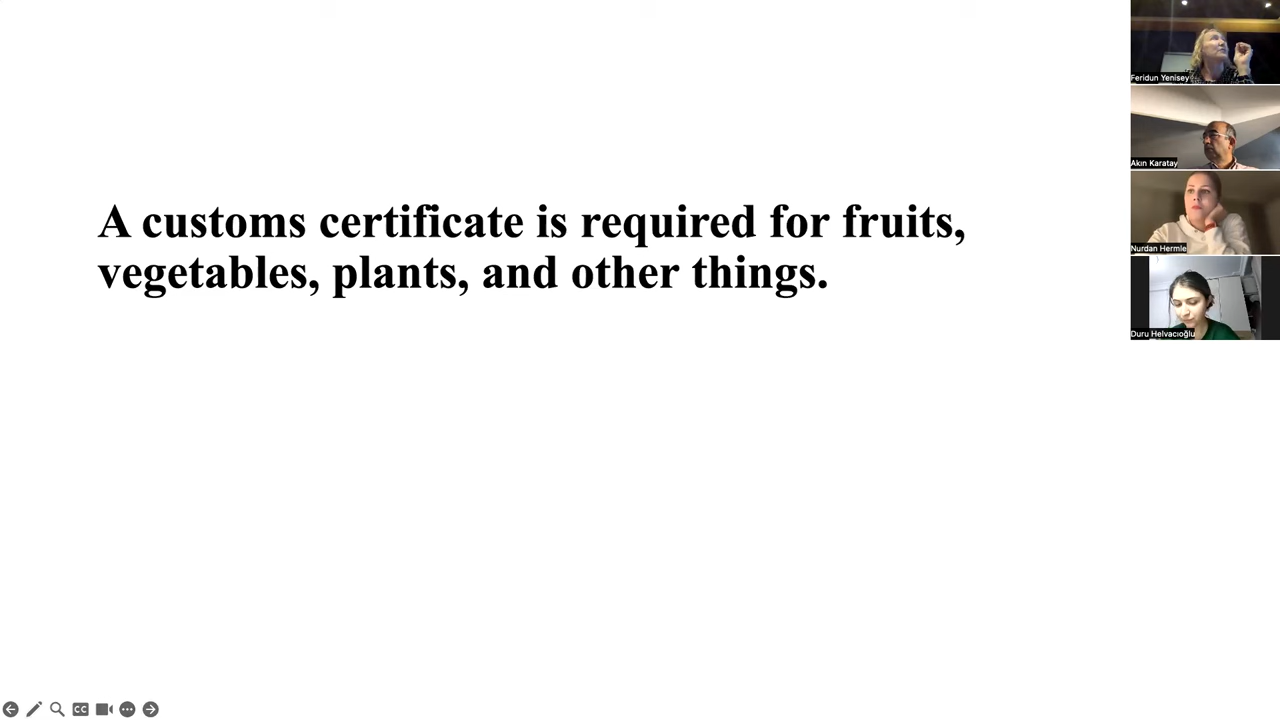 A customs certificate is required for fruits,
vegetables, plants, and other things.
Feridun Yenisey
Akın Karatay
Nurdan Hermle
Duru Helvacıoğlu
CC